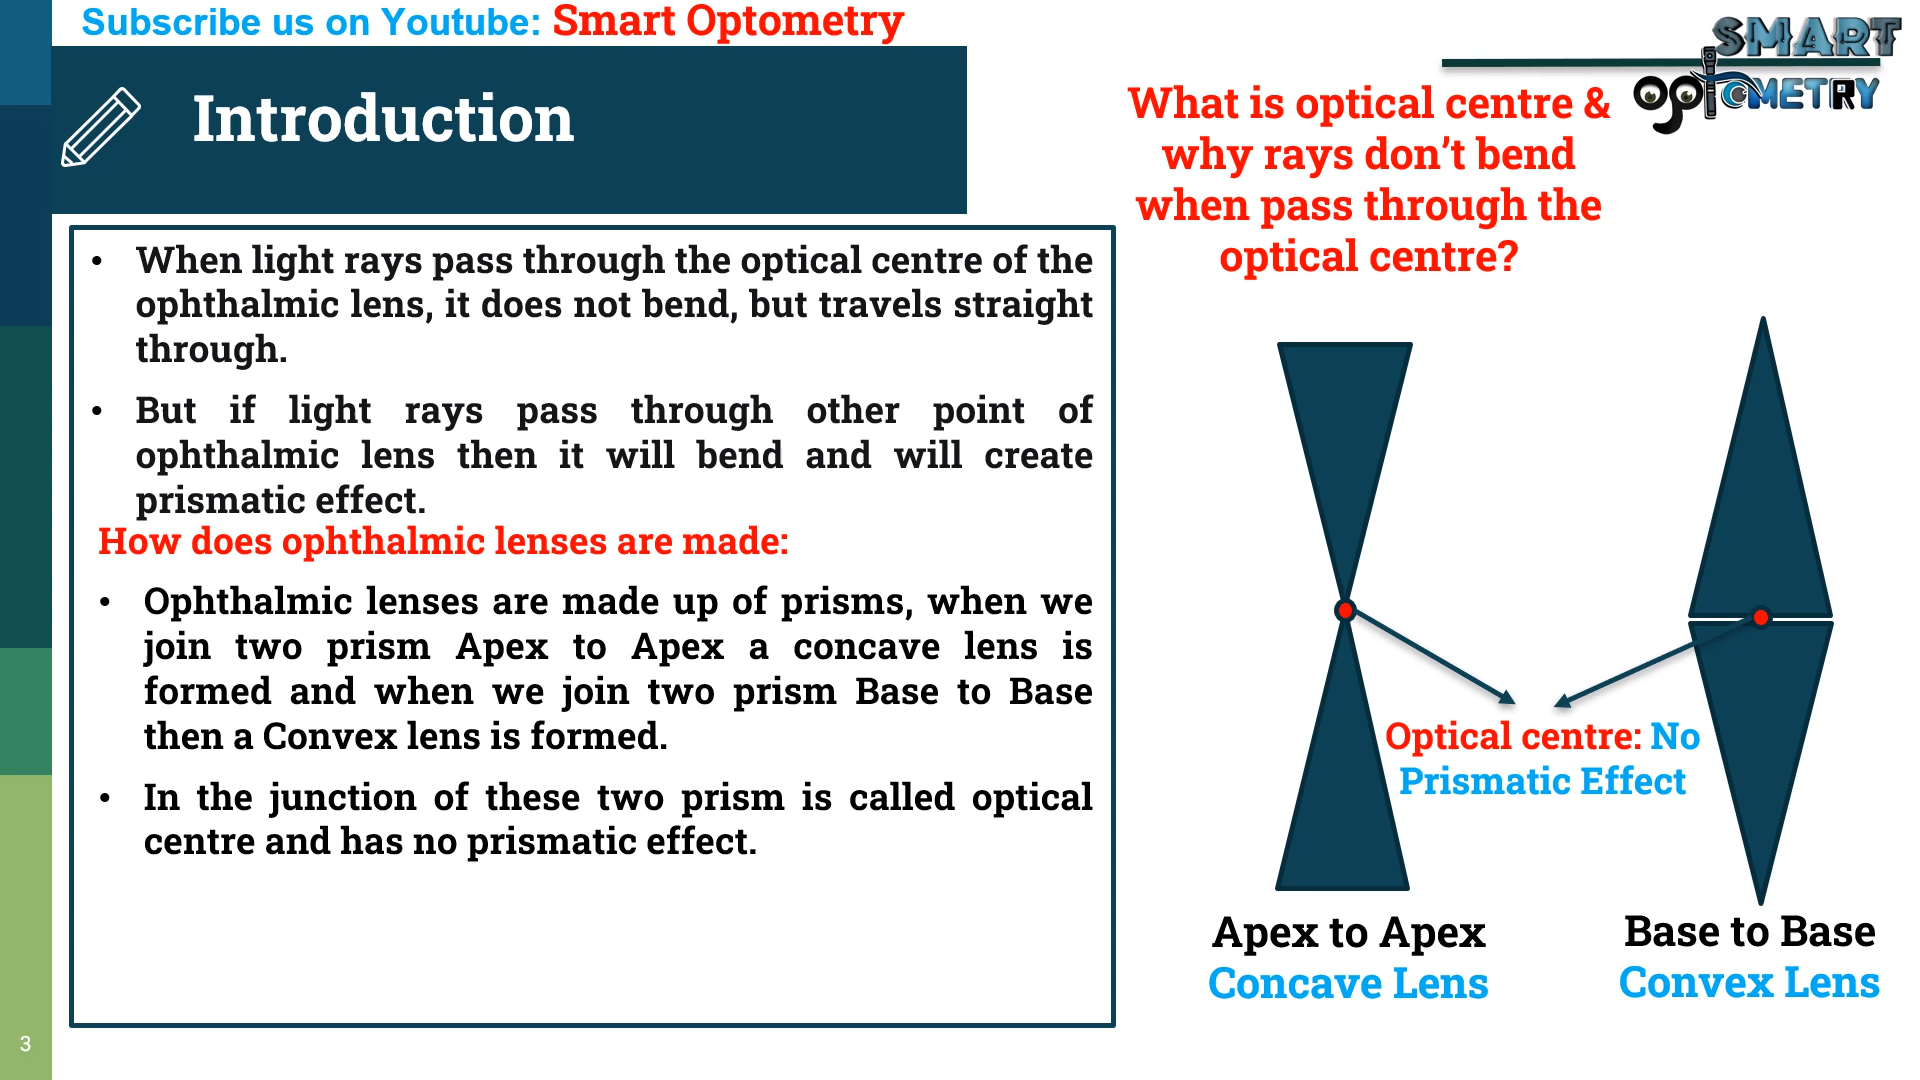 Subscribe us on Youtube: Smart Optometry
SMART
OptOMETRY
Introduction
What is optical centre &
why rays don’t bend
when pass through the
optical centre?
• When light rays pass through the optical centre of the
ophthalmic lens, it does not bend, but travels straight
through.
• But if light rays pass through other point of
ophthalmic lens then it will bend and will create
prismatic effect.
How does ophthalmic lenses are made:
• Ophthalmic lenses are made up of prisms, when we
join two prism Apex to Apex a concave lens is
formed and when we join two prism Base to Base
then a Convex lens is formed.
• In the junction of these two prism is called optical
centre and has no prismatic effect.
Optical centre: No
Prismatic Effect
Apex to Apex
Concave Lens
Base to Base
Convex Lens
3